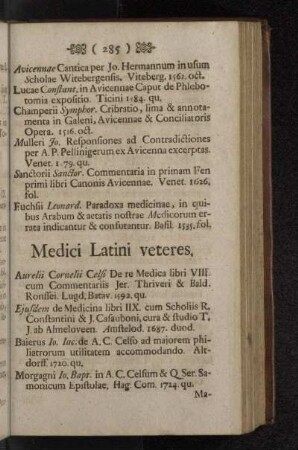 ( 285 )
Avicennae Cantica per Jo. Hermannum in usum
Scholae Witebergensis. Viteberg. 1562. oct.
Lucae Constant, in Avicennae Caput de Phlebo-
tomia expositio. Ticini 1584. qu.
Champerii Symphor. Cribratio, lima & annota-
menta in Galeni, Avicennae & Conciliatoris
Opera. 1516. oct.
Mulleri Jo. Responsiones ad Contradictiones
per A. P. Pellinigerum ex Avicenna excerptas
Venet. 1 79. qu.
Sanctorii Sanctor. Commentaria in primam Fen
primi libri Canonis Avicennae. Venet. 1626.
fol.
Fuchsii Leonard. Paradoxa medicinae, in qui-
bus Arabum & aetatis nostrae Medicorum er-
rata indicantur & confutantur. Basil. 1535. fol.
Medici Latini veteres.
Aurelii Cornelii Celsi De re Medica libri VIII.
cum Commentariis Jer. Thriveri & Bald.
Ronssei. Lugd. Batav. 1592. qu.
Ejusdem de Medicina libri IIX. cum Scholiis R.
Constantini & J. Casauboni, cura & studio T.
J. ab Almeloveen. Amstelod. 1687. duod.
Baierus Jo. Jac. de A. C. Celso ad maiorem phi-
liatrorum utilitatem accommodando. Alt-
dorff. 1720. qu.
Morgagni Jo. Bapt. in A. C. Celsum & Q. Ser. Sa-
monicum Epistolae, Hag. Com. 1724. qu.
Ma-